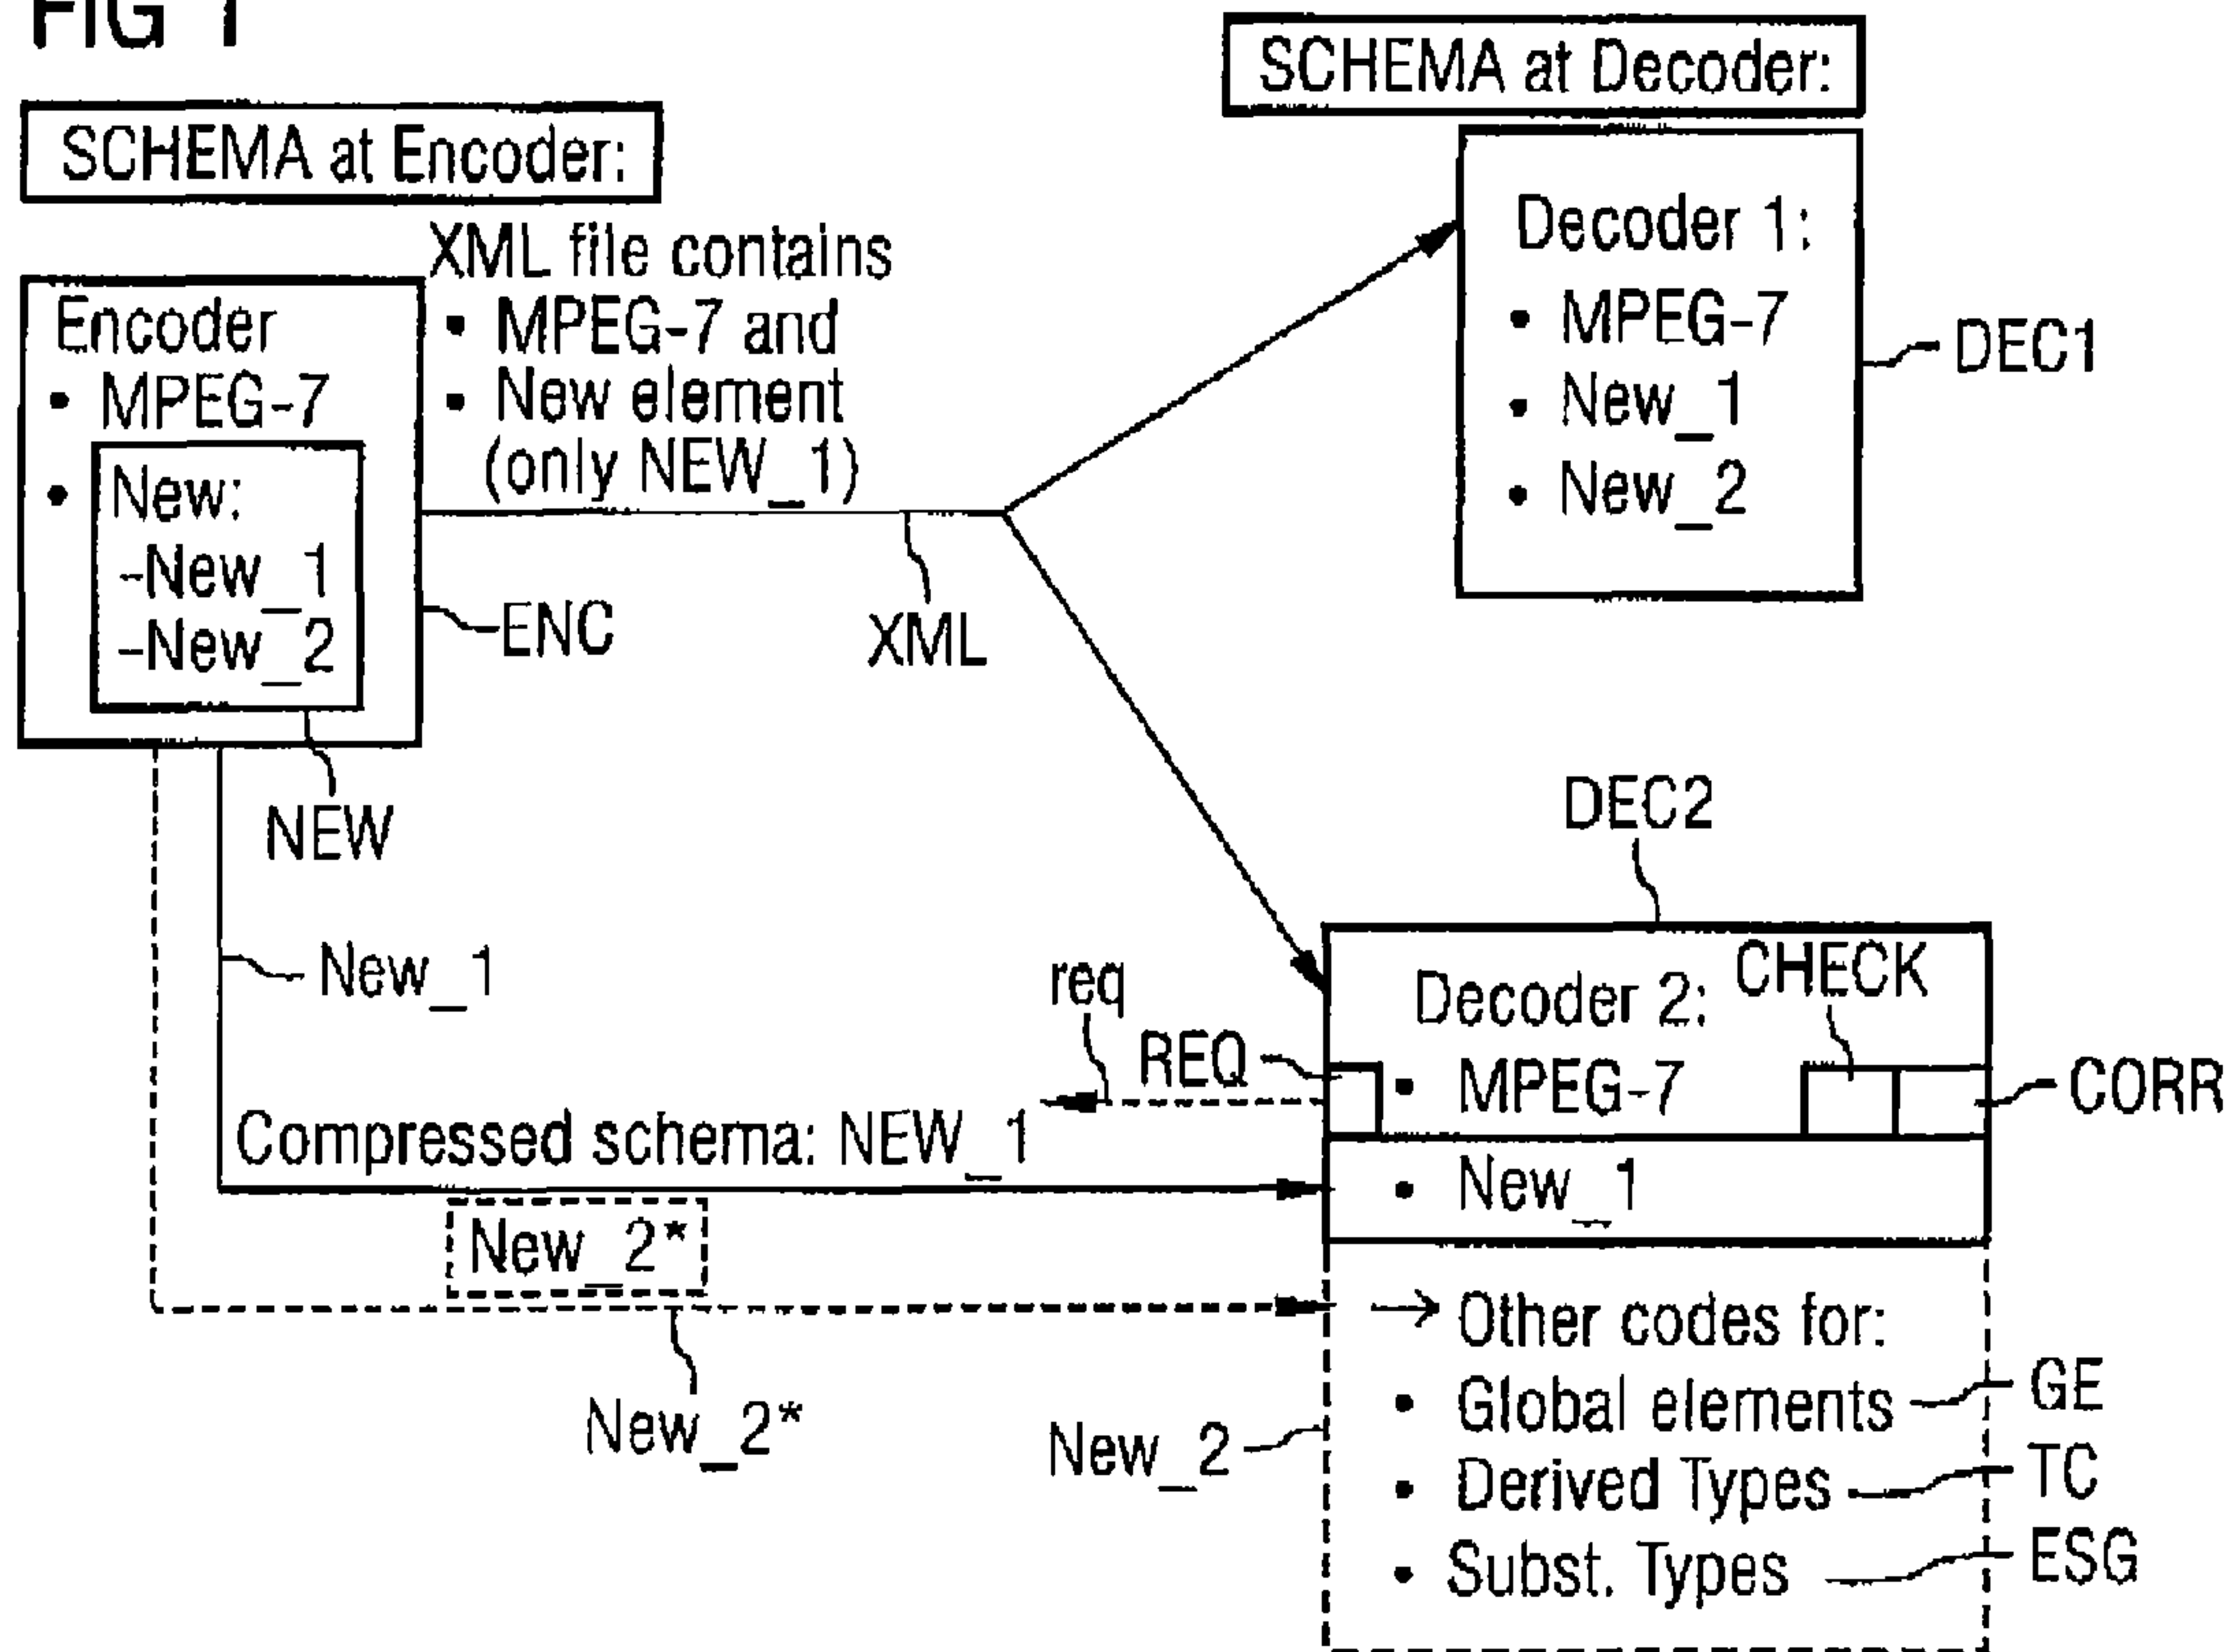 FIG 1
SCHEMA at Encoder:
SCHEMA at Decoder:
XML file contains
• MPEG-7 and
• New element
(only NEW_1)
Encoder
• MPEG-7
• New:
-New_1
-New_2
ENC
XML
NEW
Decoder 1:
• MPEG-7
• New_1
• New_2
DEC1
DEC2
New_1
req
REQ
Decoder 2:
CHECK
• MPEG-7
CORR
Compressed schema: NEW_1
• New_1
New_2*
New_2*
New_2
→ Other codes for:
• Global elements
GE
• Derived Types
TC
• Subst. Types
ESG